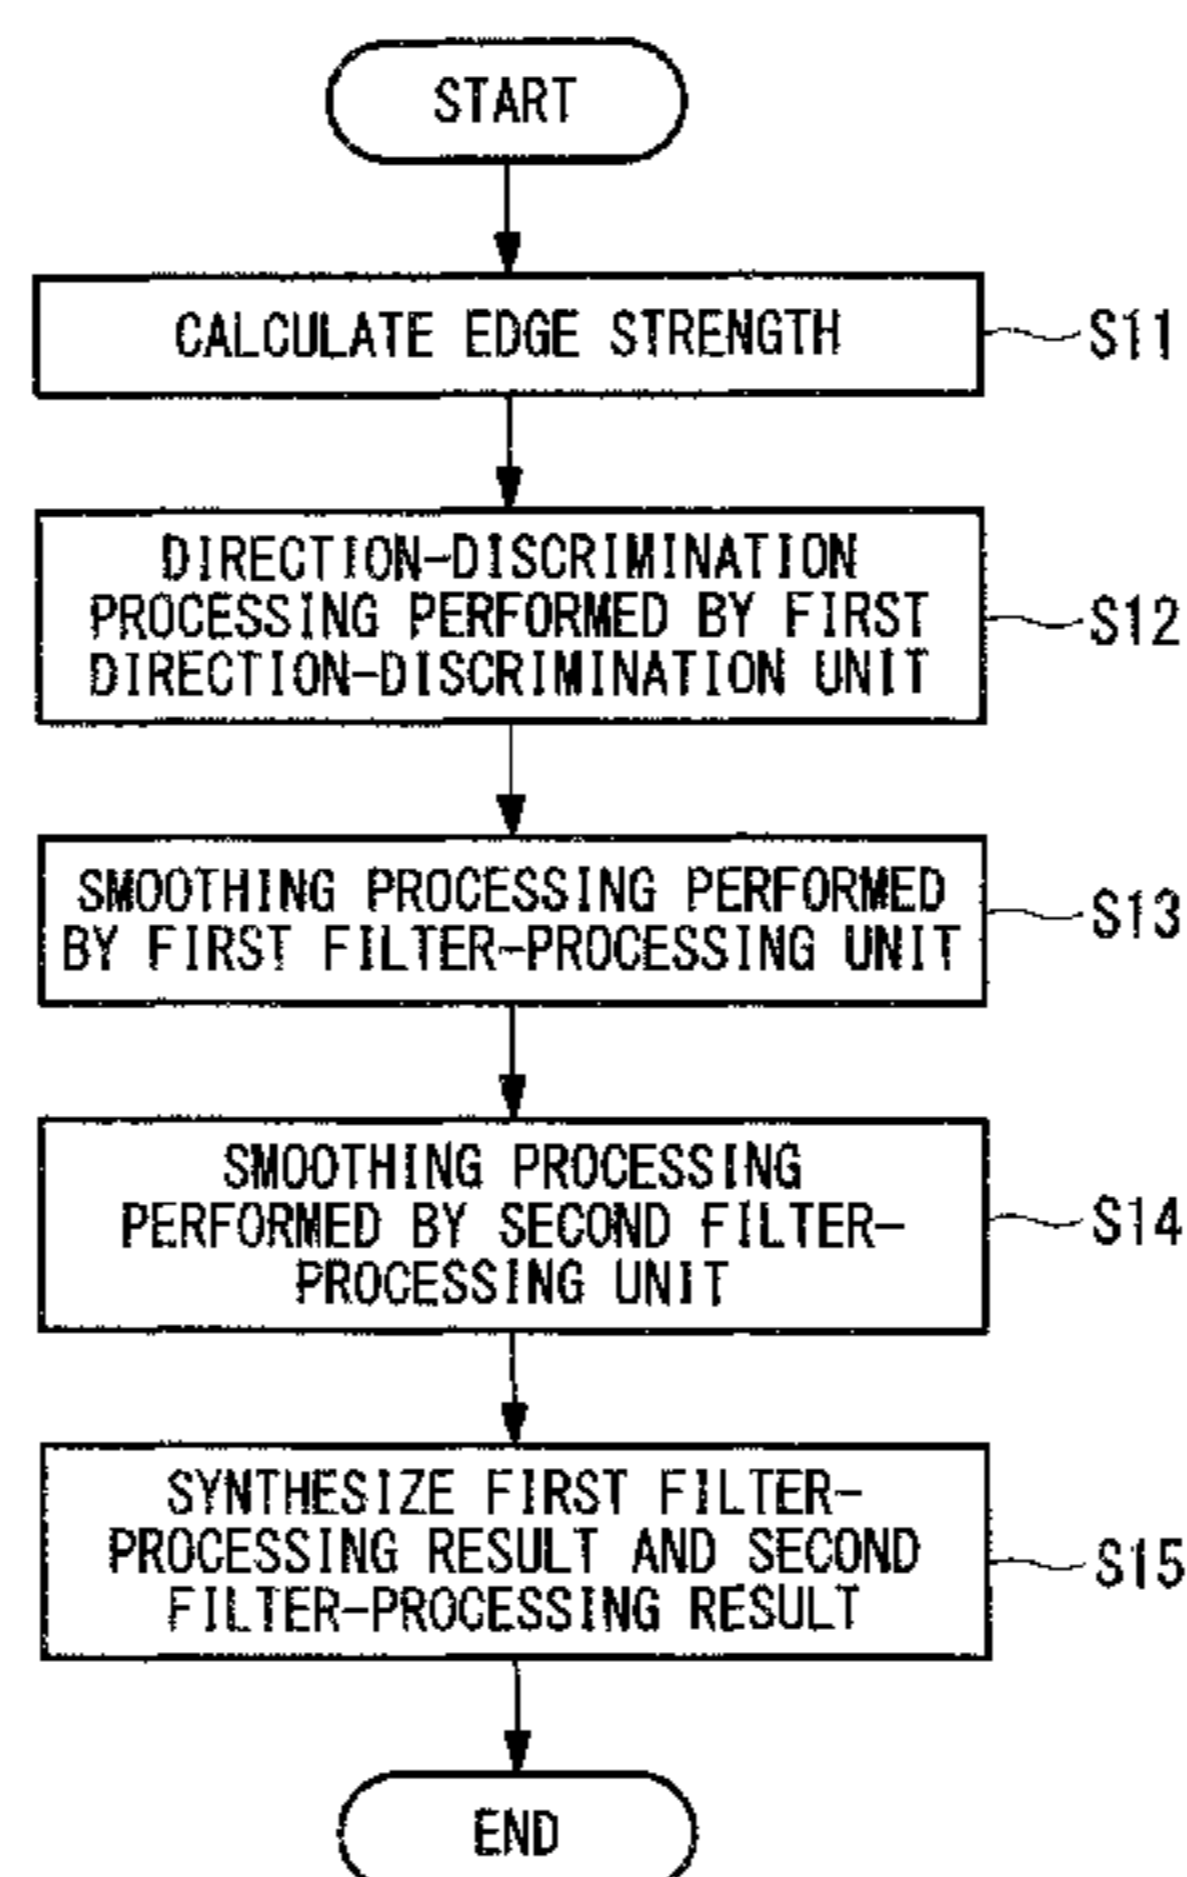 START
CALCULATE EDGE STRENGTH
S11
DIRECTION-DISCRIMINATION
PROCESSING PERFORMED BY FIRST
DIRECTION-DISCRIMINATION UNIT
S12
SMOOTHING PROCESSING PERFORMED
BY FIRST FILTER-PROCESSING UNIT
S13
SMOOTHING PROCESSING
PERFORMED BY SECOND FILTER-
PROCESSING UNIT
S14
SYNTHESIZE FIRST FILTER-
PROCESSING RESULT AND SECOND
FILTER-PROCESSING RESULT
S15
END